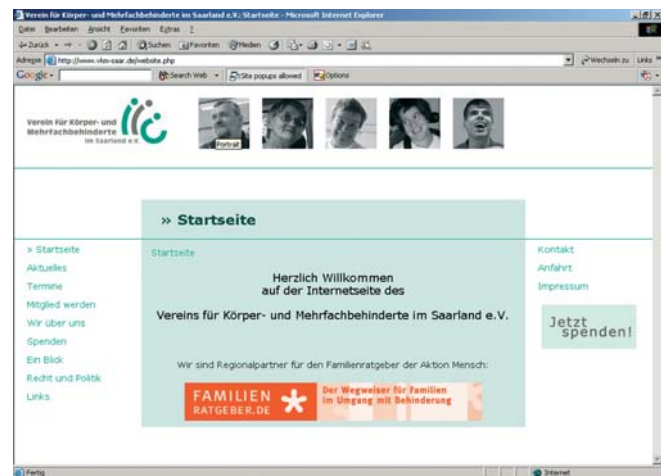 Verein für Körper- und Mehrfachbehinderte im Saarland e.V.: Startseite - Microsoft Internet Explorer
Datei Bearbeiten Ansicht Favoriten Extras ?
Zurück Suchen Favoriten Medien
Adresse http://www.vkm-saar.de/website.php Wechseln zu Links
Google Search Web Site popups allowed Options
Verein für Körper- und
Mehrfachbehinderte
im Saarland e.V.
Portrait
» Startseite
» Startseite
Aktuelles
Termine
Mitglied werden
Wir über uns
Spenden
Ein Blick
Recht und Politik
Links
Startseite
Herzlich Willkommen
auf der Internetseite des
Vereins für Körper- und Mehrfachbehinderte im Saarland e.V.
Wir sind Regionalpartner für den Familienratgeber der Aktion Mensch:
FAMILIEN
RATGEBER.DE
Der Wegweiser für Familien
im Umgang mit Behinderung
Kontakt
Anfahrt
Impressum
Jetzt
spenden!
Fertig
Internet